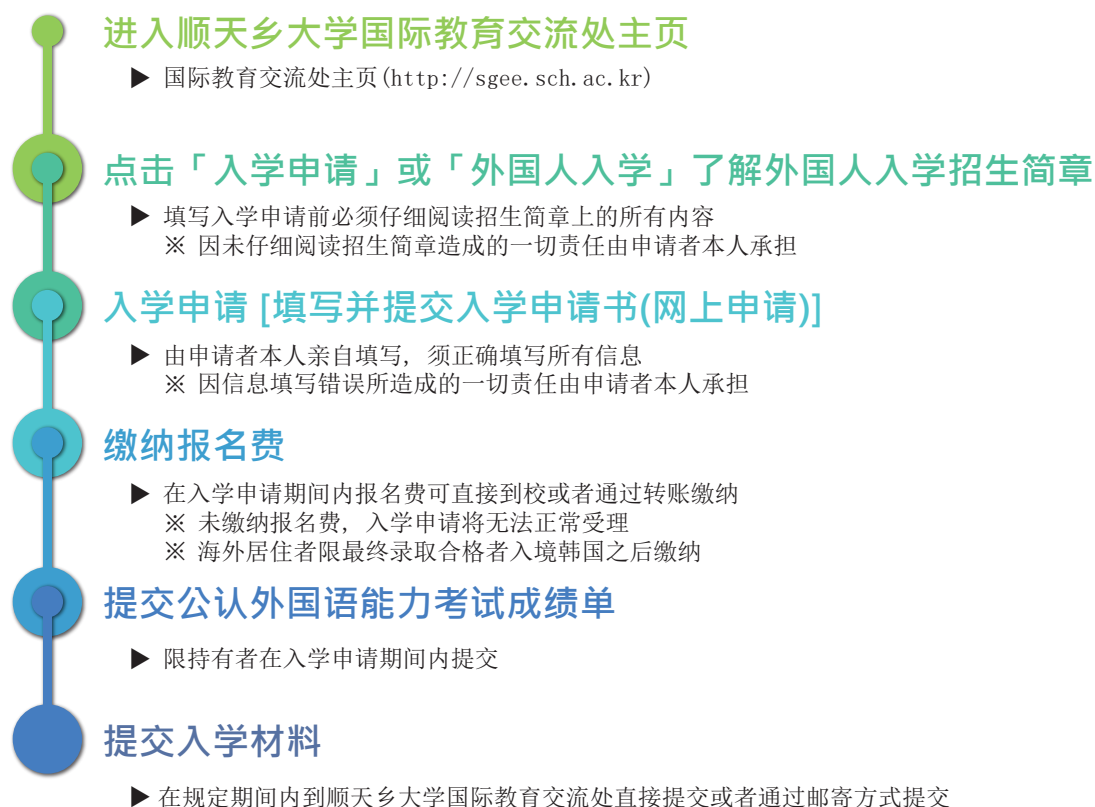 进入顺天乡大学国际教育交流处主页
▶ 国际教育交流处主页(http://sgee.sch.ac.kr)
点击「入学申请」或「外国人入学」了解外国人入学招生简章
▶ 填写入学申请前必须仔细阅读招生简章上的所有内容
※ 因未仔细阅读招生简章造成的一切责任由申请者本人承担
入学申请 [填写并提交入学申请书(网上申请)]
▶ 由申请者本人亲自填写, 须正确填写所有信息
※ 因信息填写错误所造成的一切责任由申请者本人承担
缴纳报名费
▶ 在入学申请期间内报名费可直接到校或者通过转账缴纳
※ 未缴纳报名费, 入学申请将无法正常受理
※ 海外居住者限最终录取合格者入境韩国之后缴纳
提交公认外国语能力考试成绩单
▶ 限持有者在入学申请期间内提交
提交入学材料
▶ 在规定期间内到顺天乡大学国际教育交流处直接提交或者通过邮寄方式提交